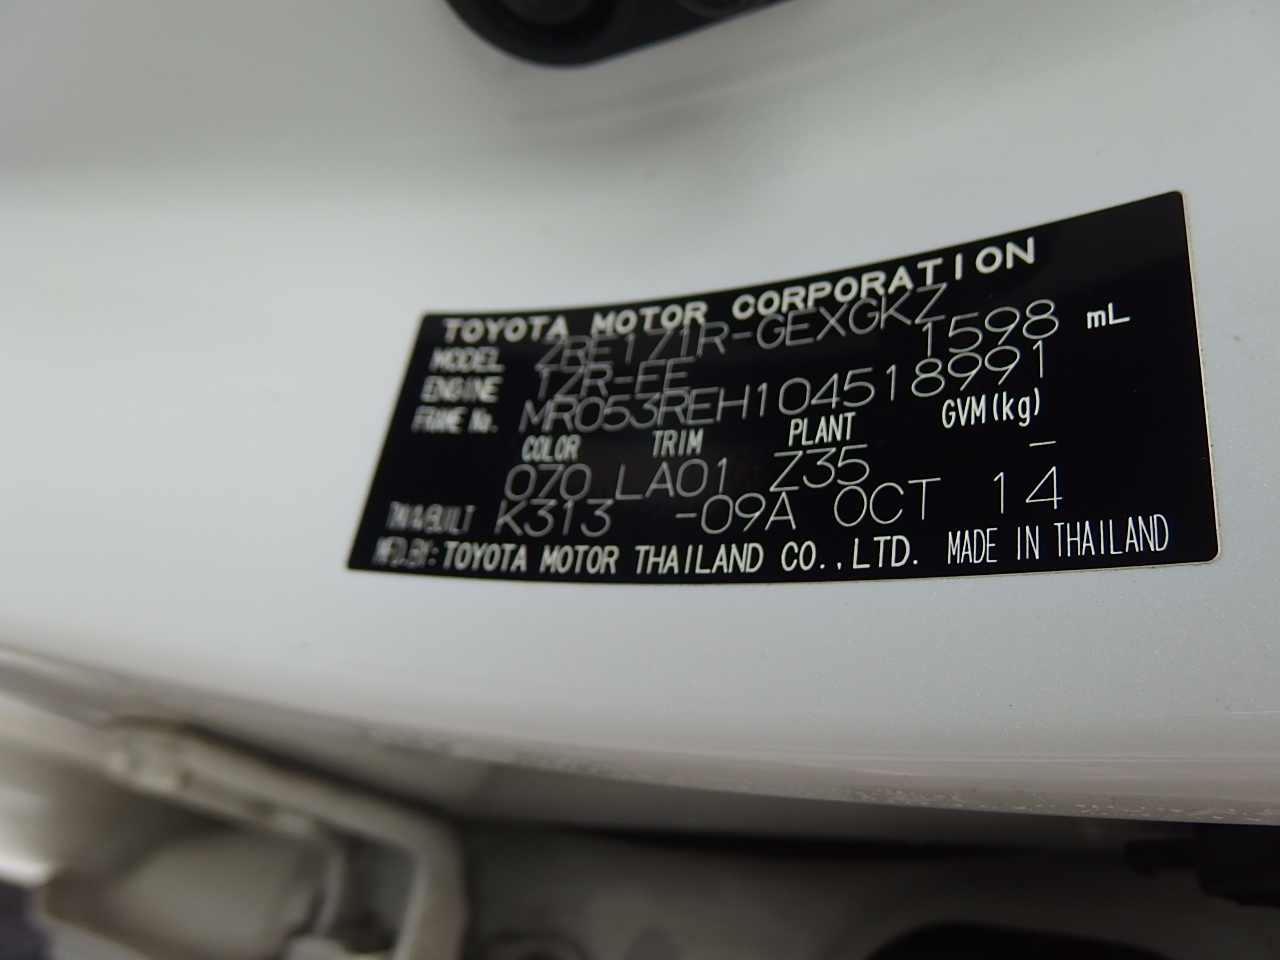 TOYOTA MOTOR CORPORATION
MODEL ZRE171R-GEXGKZ
ENGINE 1ZR-FE 1598 mL
FRAME No. MR053REH104518991
COLOR TRIM PLANT GVM(kg)
070 LA01 Z35 -
TM/A/BUILT K313 -09A OCT 14
MFD.BY: TOYOTA MOTOR THAILAND CO.,LTD. MADE IN THAILAND